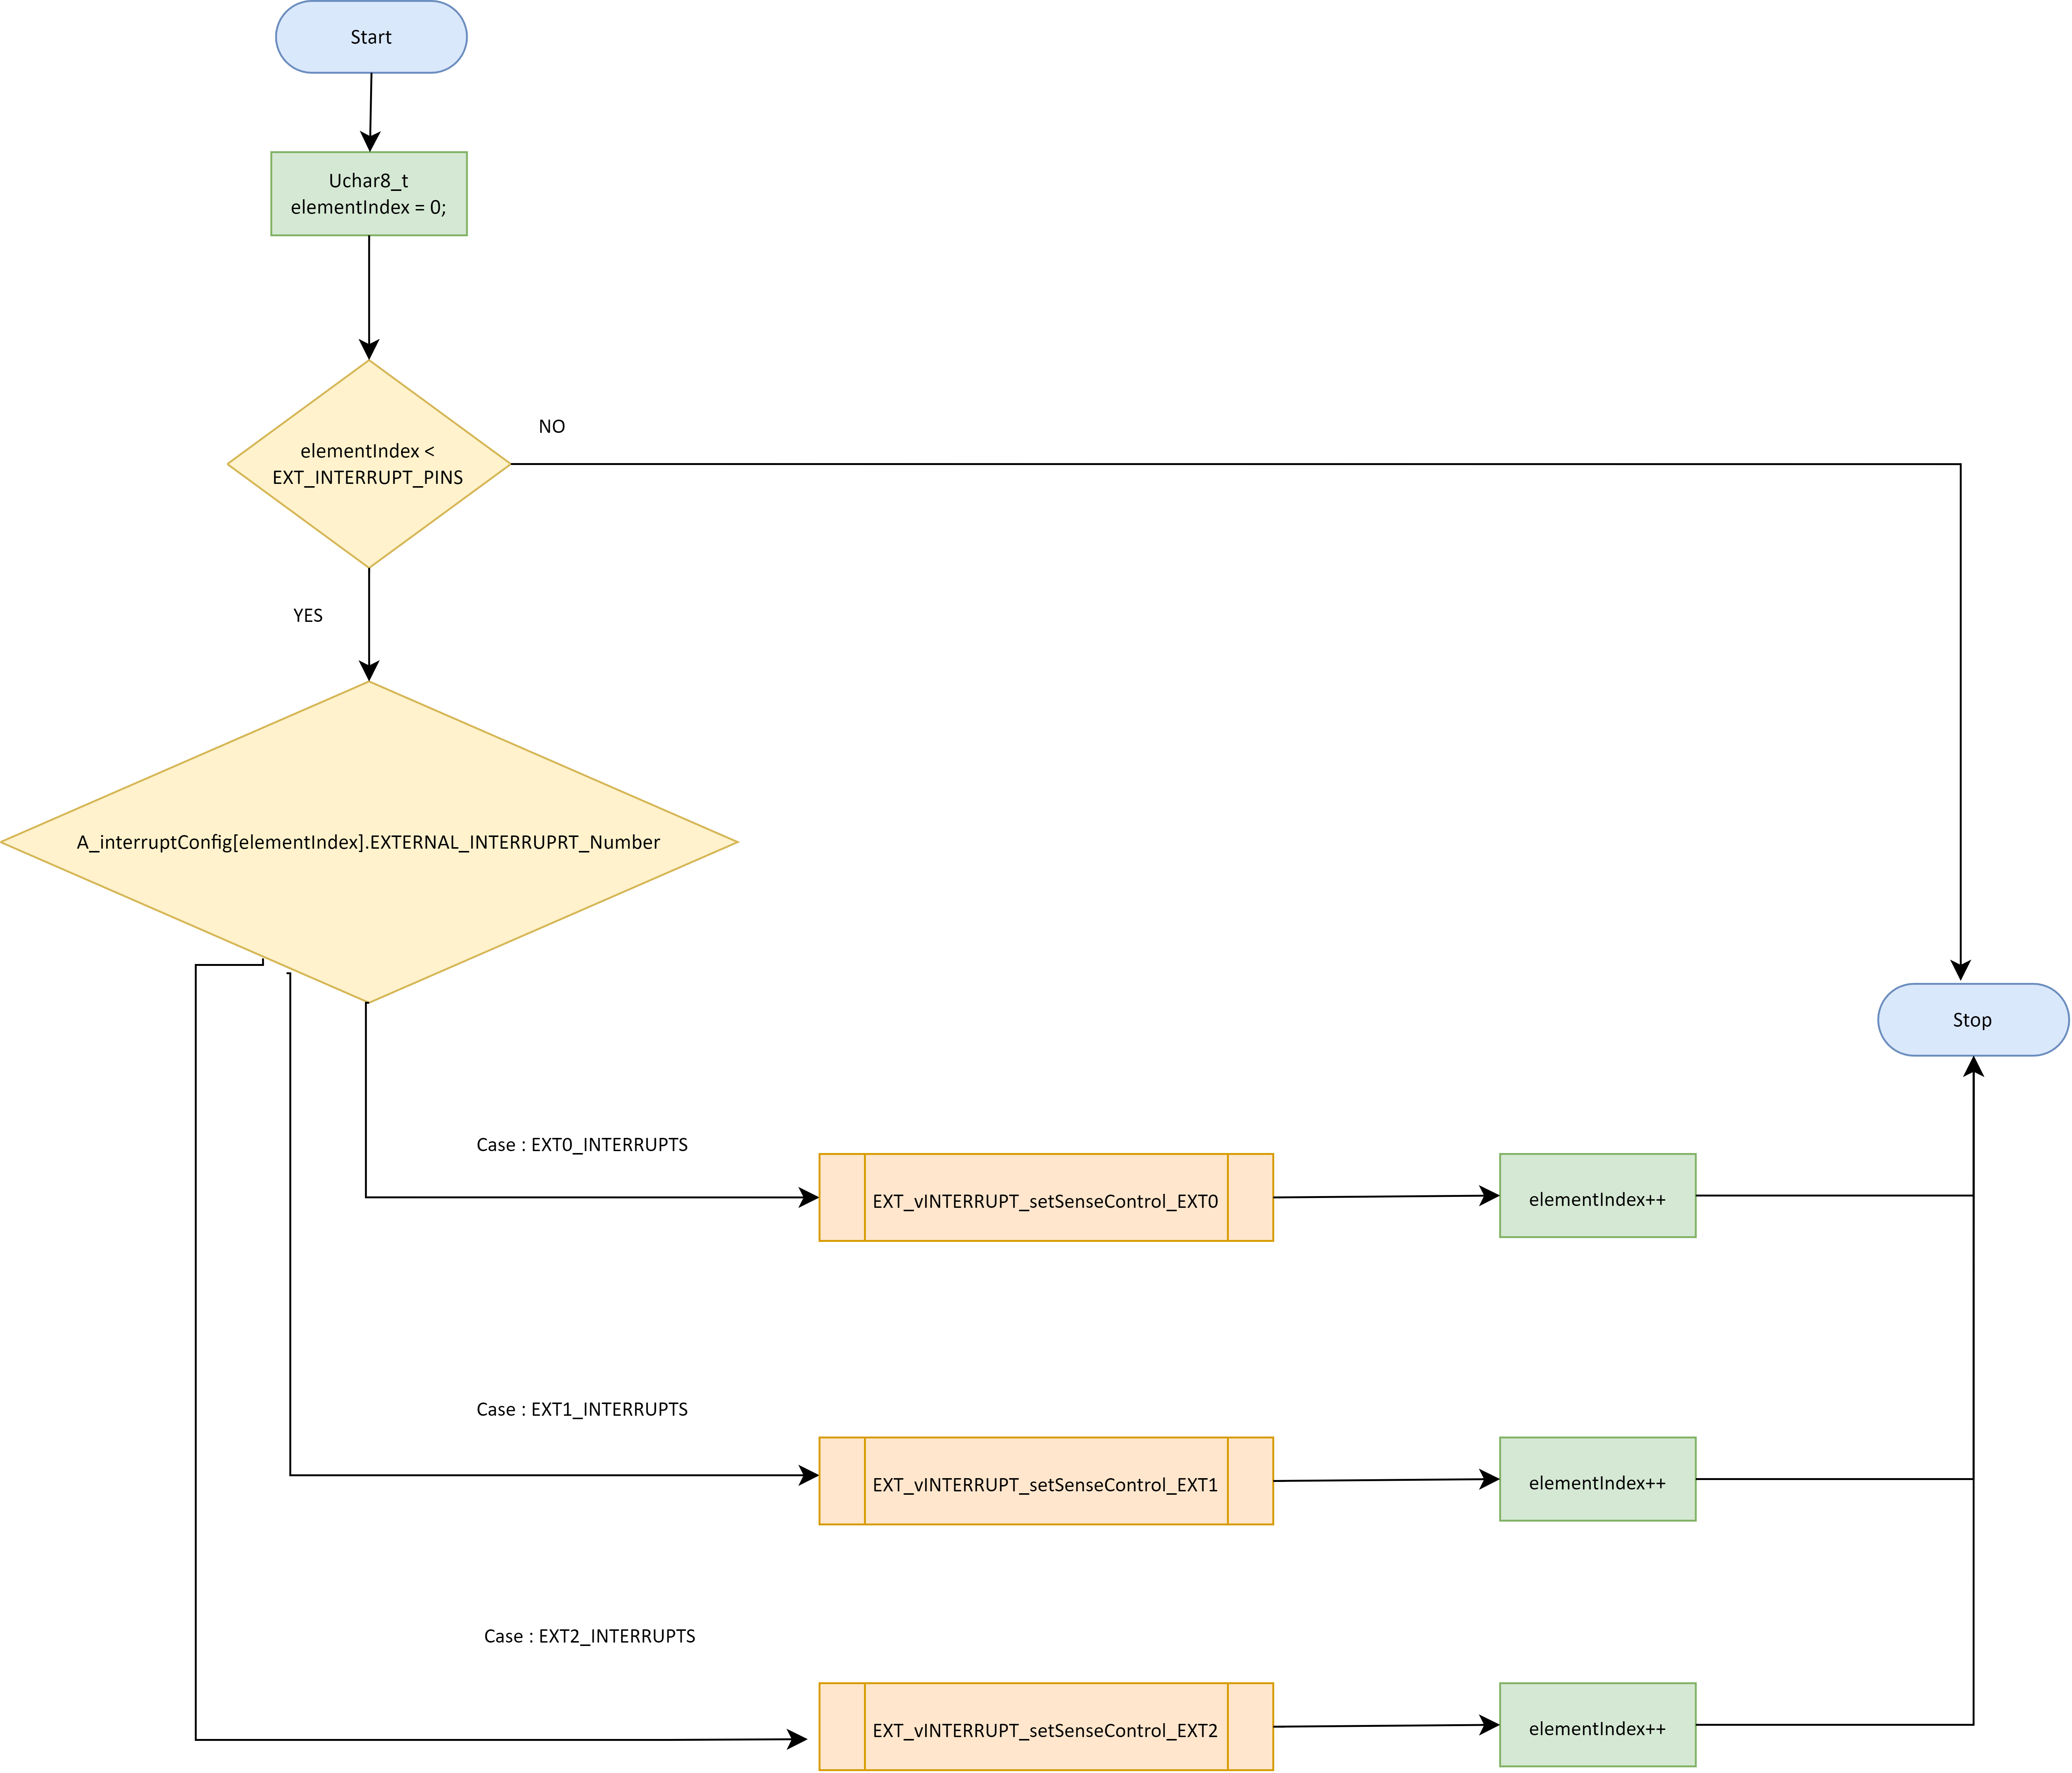 Start
Uchar8_t
elementIndex = 0;
elementIndex <
EXT_INTERRUPT_PINS
NO
YES
A_interruptConfig[elementIndex].EXTERNAL_INTERRUPRT_Number
Stop
Case : EXT0_INTERRUPTS
EXT_vINTERRUPT_setSenseControl_EXT0
elementIndex++
Case : EXT1_INTERRUPTS
EXT_vINTERRUPT_setSenseControl_EXT1
elementIndex++
Case : EXT2_INTERRUPTS
EXT_vINTERRUPT_setSenseControl_EXT2
elementIndex++